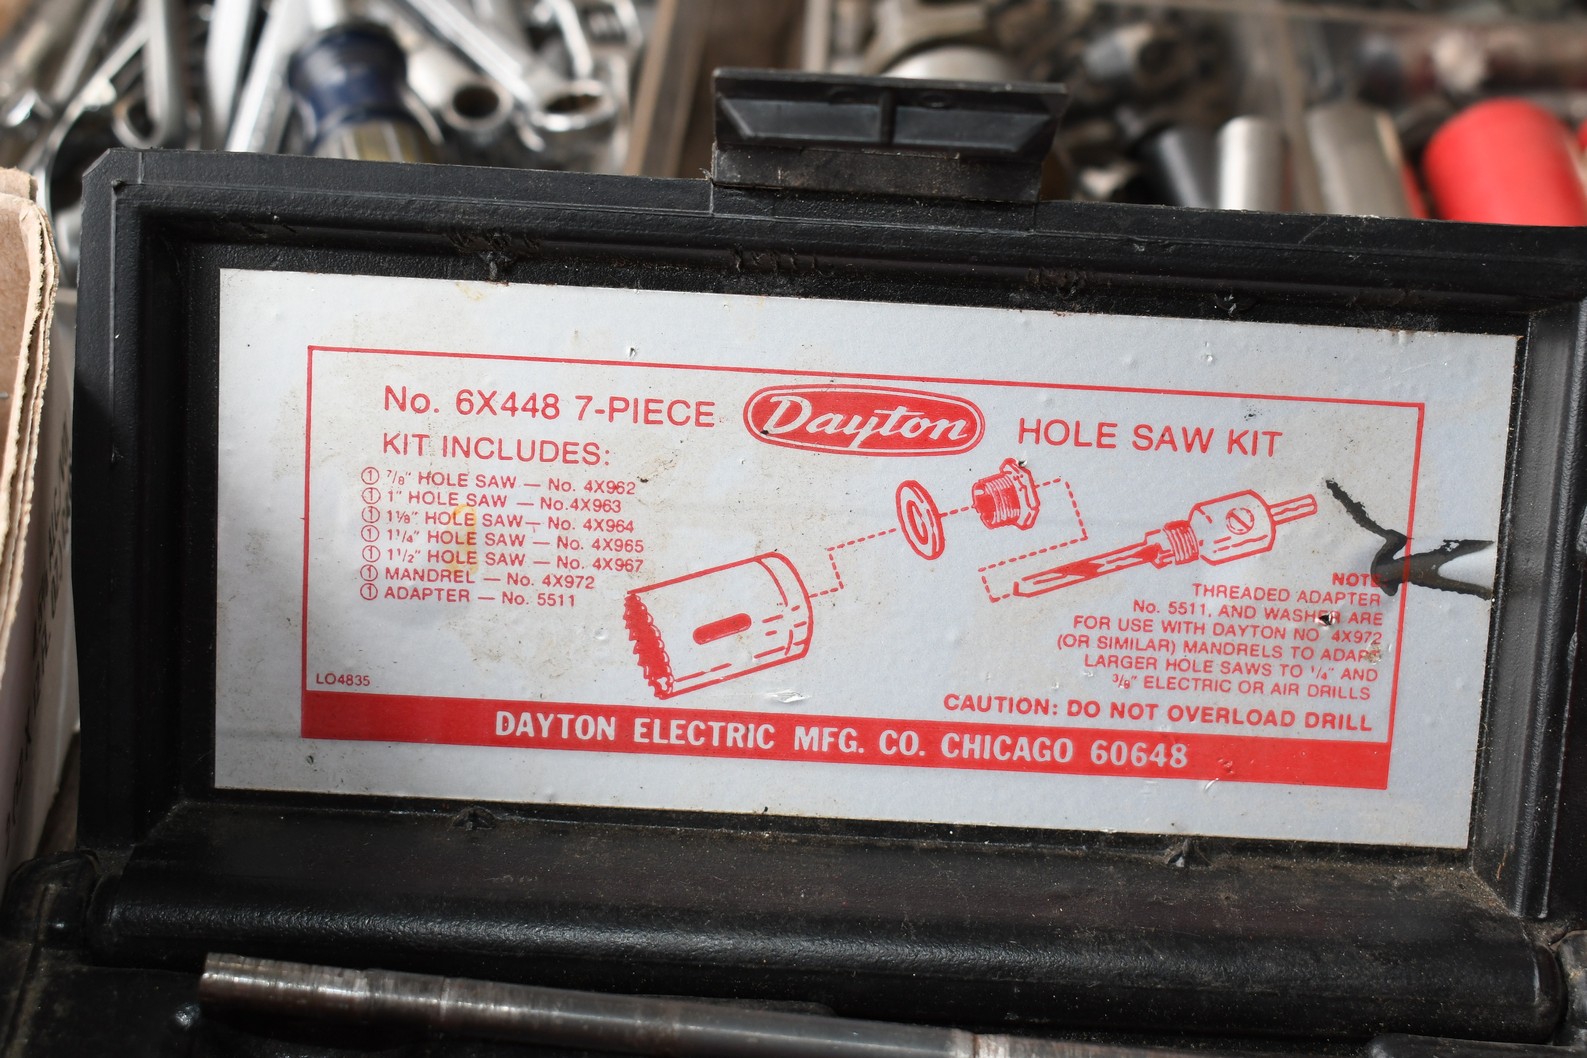 No. 6X448 7-PIECE Dayton HOLE SAW KIT
KIT INCLUDES:
① 7/8" HOLE SAW — No. 4X962
① 1" HOLE SAW — No.4X963
① 1 1/8" HOLE SAW — No. 4X964
① 1 1/4" HOLE SAW — No. 4X965
① 1 1/2" HOLE SAW — No. 4X967
① MANDREL — No. 4X972
① ADAPTER — No. 5511
NOTE
THREADED ADAPTER
No. 5511, AND WASHER ARE
FOR USE WITH DAYTON NO 4X972
(OR SIMILAR) MANDRELS TO ADAPT
LARGER HOLE SAWS TO 1/4" AND
3/8" ELECTRIC OR AIR DRILLS
CAUTION: DO NOT OVERLOAD DRILL
LO4835
DAYTON ELECTRIC MFG. CO. CHICAGO 60648